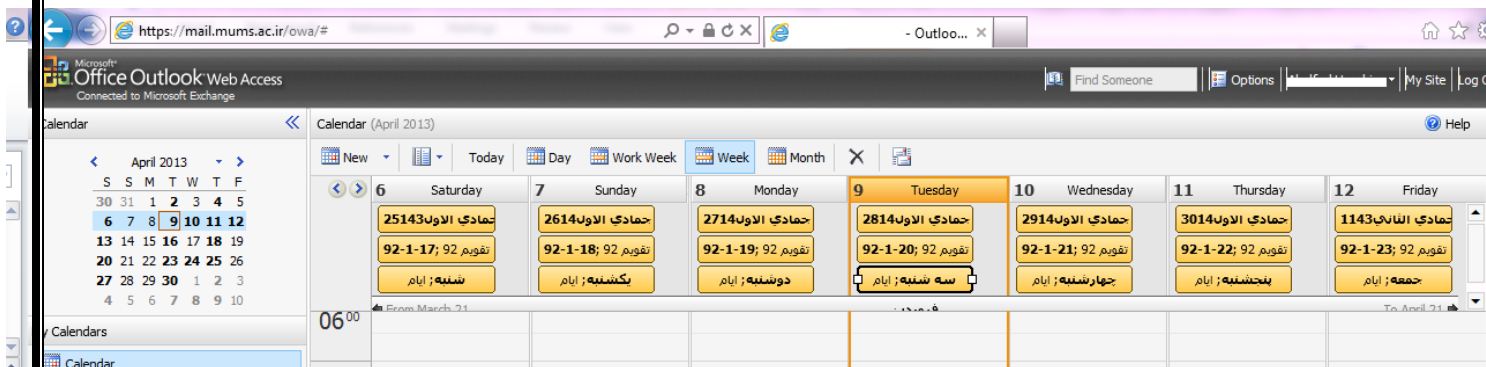 https://mail.mums.ac.ir/owa/#
- Outloo...
Microsoft®
Office Outlook Web Access
Connected to Microsoft Exchange
Find Someone
Options
My Site
Log
Calendar
Calendar (April 2013)
Help
April 2013
New
Today
Day
Work Week
Week
Month
S S M T W T F
30 31 1 2 3 4 5
6 7 8 9 10 11 12
13 14 15 16 17 18 19
20 21 22 23 24 25 26
27 28 29 30 1 2 3
4 5 6 7 8 9 10
6 Saturday
7 Sunday
8 Monday
9 Tuesday
10 Wednesday
11 Thursday
12 Friday
جمادي الاول25143
جمادي الاول2614
جمادي الاول2714
جمادي الاول2814
جمادي الاول2914
جمادي الاول3014
جمادي الثاني1143
92-1-17; تقويم 92
92-1-18; تقويم 92
92-1-19; تقويم 92
92-1-20; تقويم 92
92-1-21; تقويم 92
92-1-22; تقويم 92
92-1-23; تقويم 92
شنبه; ايام
يكشنبه; ايام
دوشنبه; ايام
سه شنبه; ايام
چهارشنبه; ايام
پنجشنبه; ايام
جمعه; ايام
From March 21
To April 21
06 00
y Calendars
Calendar